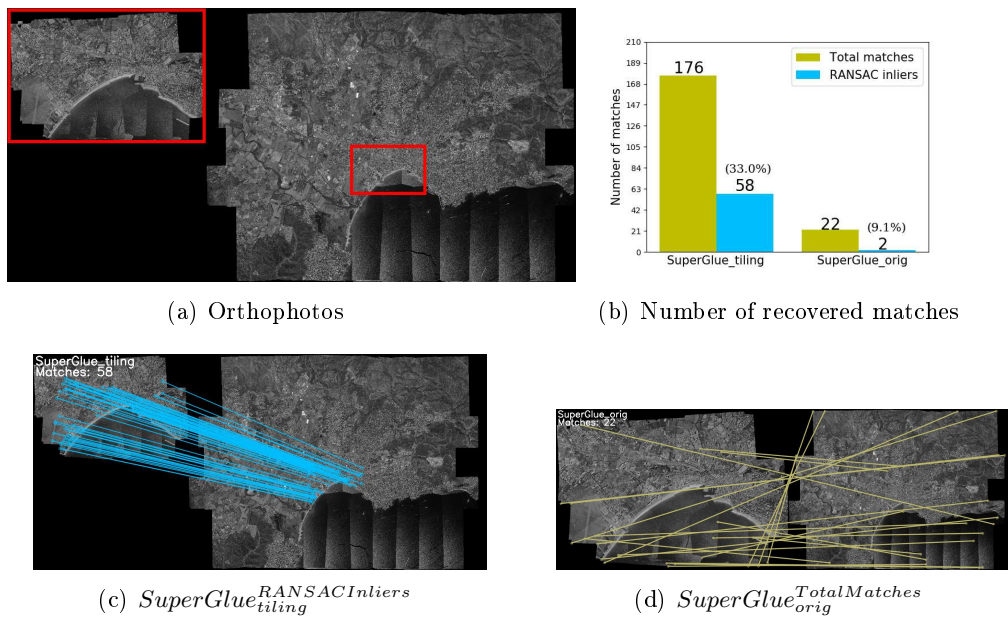 (a) Orthophotos
Number of matches
210
189
168
147
126
105
84
63
42
21
0
Total matches
RANSAC inliers
176
(33.0%)
58
22
(9.1%)
2
SuperGlue_tiling
SuperGlue_orig
(b) Number of recovered matches
SuperGlue_tiling
Matches: 58
(c) SuperGlue^{RANSACInliers}_{tiling}
SuperGlue_orig
Matches: 22
(d) SuperGlue^{TotalMatches}_{orig}